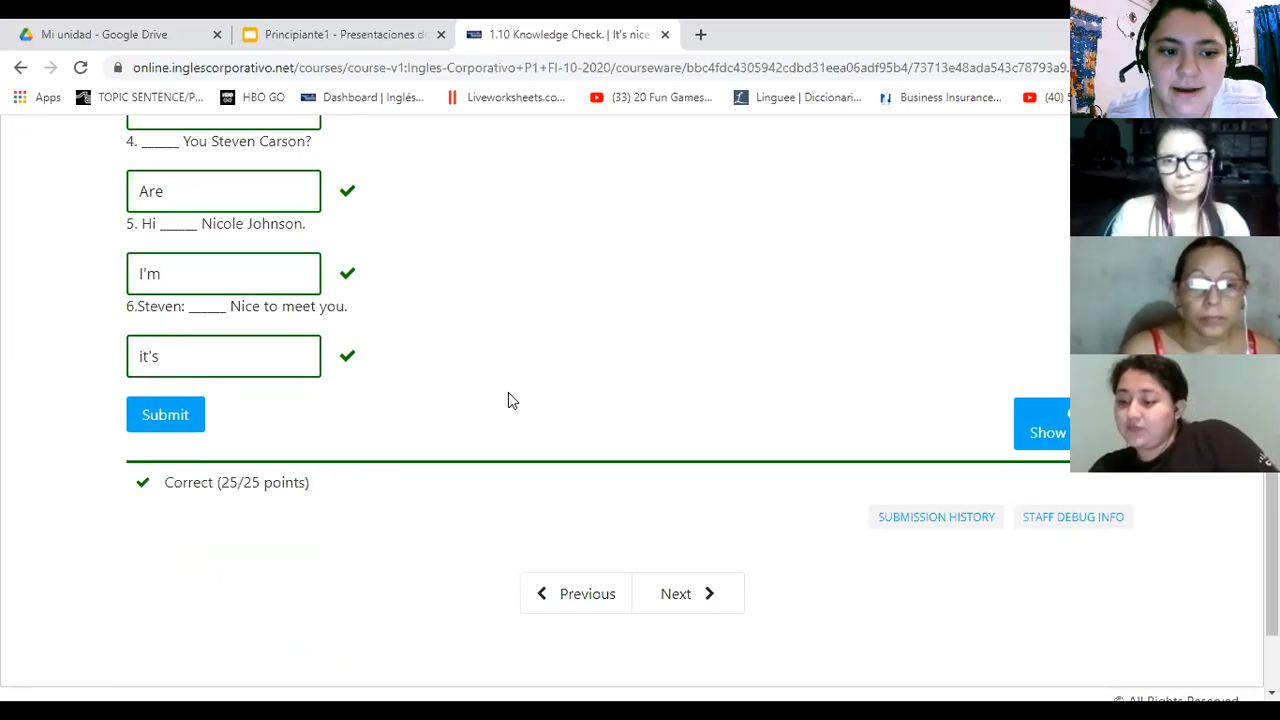 Mi unidad - Google Drive
Principiante1 - Presentaciones de
1.10 Knowledge Check. | It's nice
online.inglescorporativo.net/courses/course-v1:Ingles-Corporativo+P1+FI-10-2020/courseware/bbc4fdc4305942cdbd31eea06adf95b4/73713e48ada543c78793a9
Apps
TOPIC SENTENCE/P...
HBO GO
Dashboard | Inglés...
Liveworksheets.co...
(33) 20 Fun Games...
Linguee | Diccionari...
Business Insurance...
(40)
4. ______ You Steven Carson?
Are
5. Hi ______ Nicole Johnson.
I'm
6.Steven: ______ Nice to meet you.
it's
Submit
Show
Correct (25/25 points)
SUBMISSION HISTORY
STAFF DEBUG INFO
Previous
Next
© All Rights Reserved